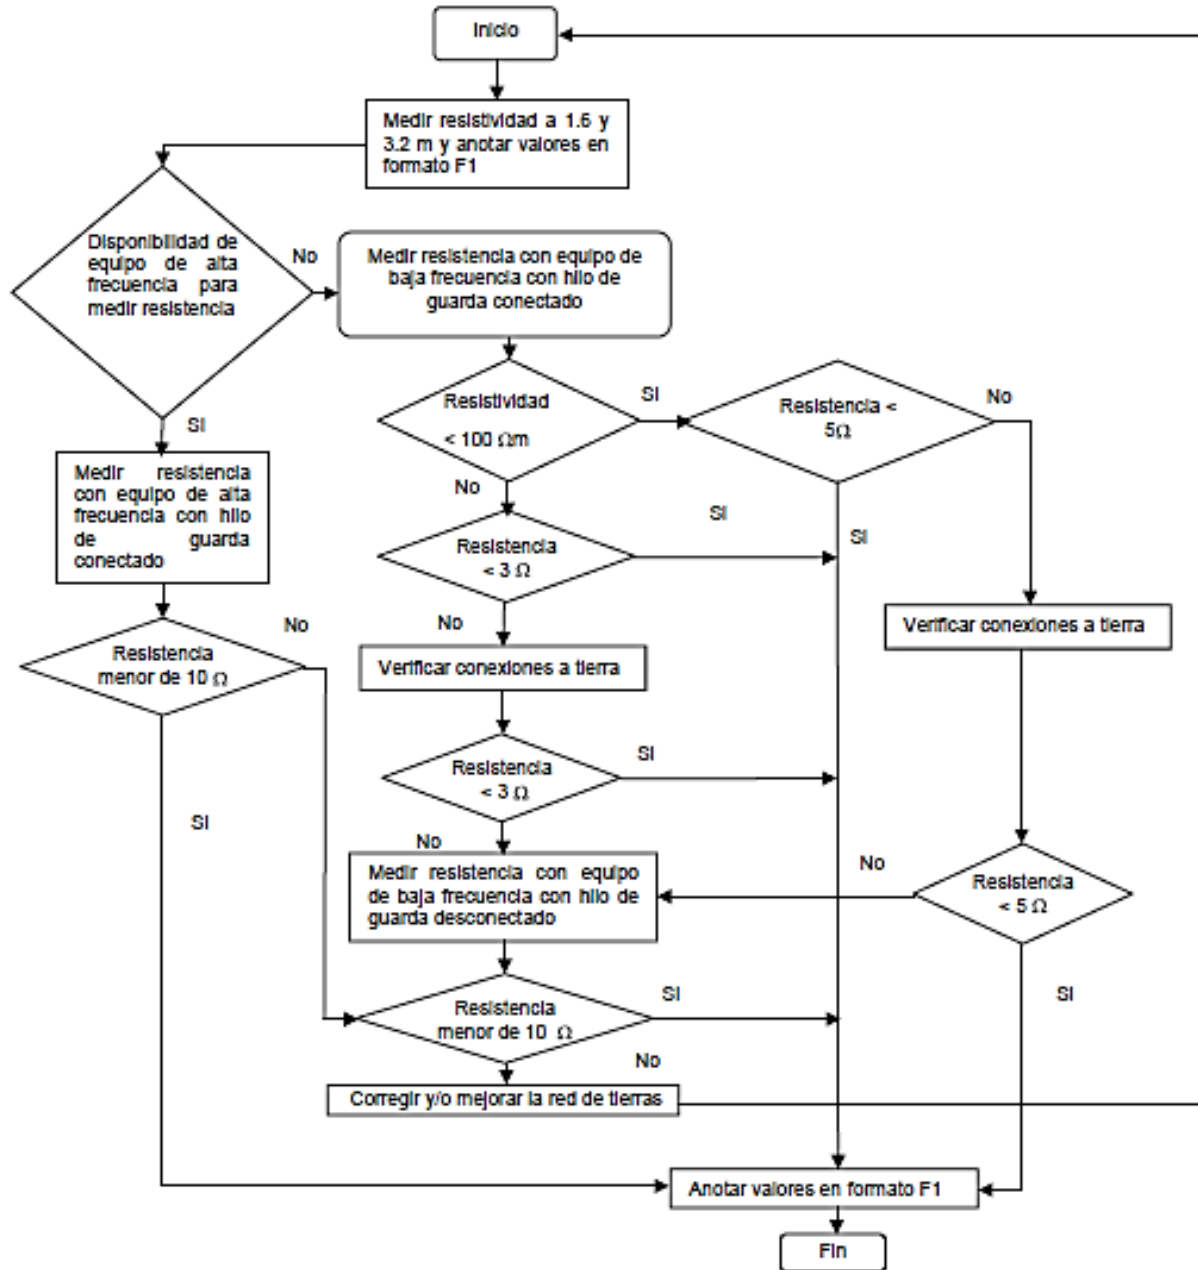 Inicio
Medir resistividad a 1.6 y
3.2 m y anotar valores en
formato F1
Disponibilidad de
equipo de alta
frecuencia para
medir resistencia
No
Medir resistencia con equipo de
baja frecuencia con hilo de
guarda conectado
SI
Resistividad
< 100 Ωm
SI
Resistencia <
5Ω
No
Medir resistencia
con equipo de alta
frecuencia con hilo
de guarda
conectado
No
SI
SI
Resistencia
< 3 Ω
No
No
Verificar conexiones a tierra
Resistencia
menor de 10 Ω
Verificar conexiones a tierra
SI
Resistencia
< 3 Ω
SI
No
Medir resistencia con equipo
de baja frecuencia con hilo de
guarda desconectado
No
Resistencia
< 5 Ω
SI
SI
Resistencia
menor de 10 Ω
No
Corregir y/o mejorar la red de tierras
Anotar valores en formato F1
Fin